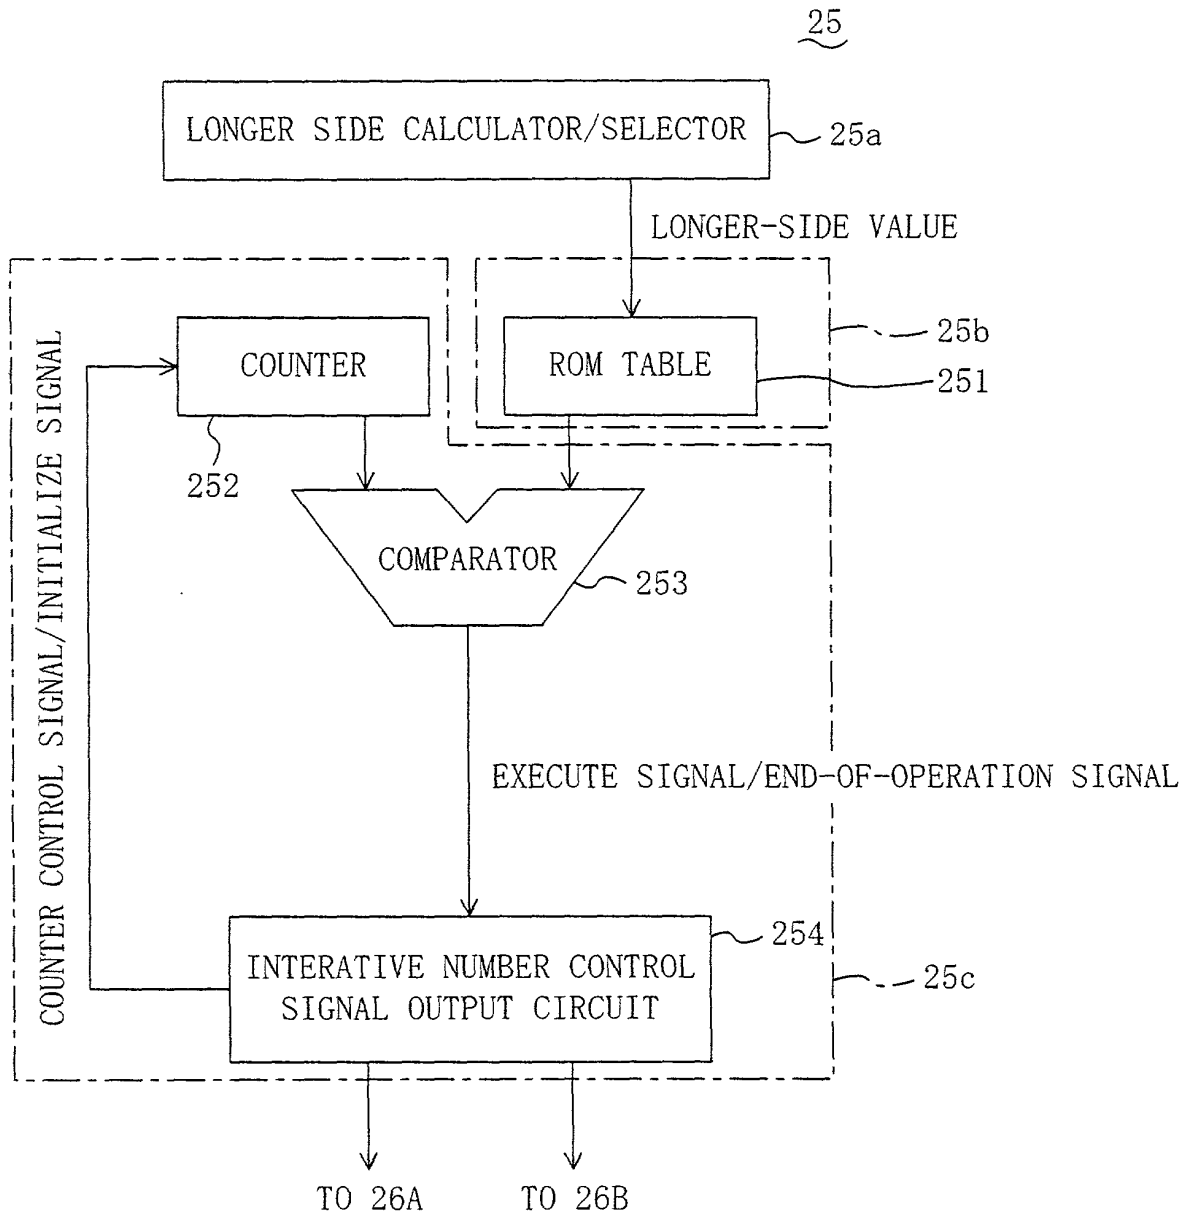 25
LONGER SIDE CALCULATOR/SELECTOR
25a
LONGER-SIDE VALUE
COUNTER
ROM TABLE
25b
251
252
COMPARATOR
253
COUNTER CONTROL SIGNAL/INITIALIZE SIGNAL
EXECUTE SIGNAL/END-OF-OPERATION SIGNAL
INTERATIVE NUMBER CONTROL
SIGNAL OUTPUT CIRCUIT
254
25c
TO 26A
TO 26B